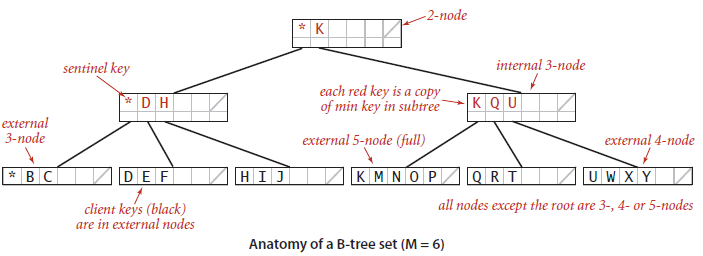 2-node
* K
sentinel key
internal 3-node
each red key is a copy
of min key in subtree
* D H
K Q U
external
3-node
external 5-node (full)
external 4-node
* B C
D E F
H I J
K M N O P
Q R T
U W X Y
client keys (black)
are in external nodes
all nodes except the root are 3-, 4- or 5-nodes
Anatomy of a B-tree set (M = 6)